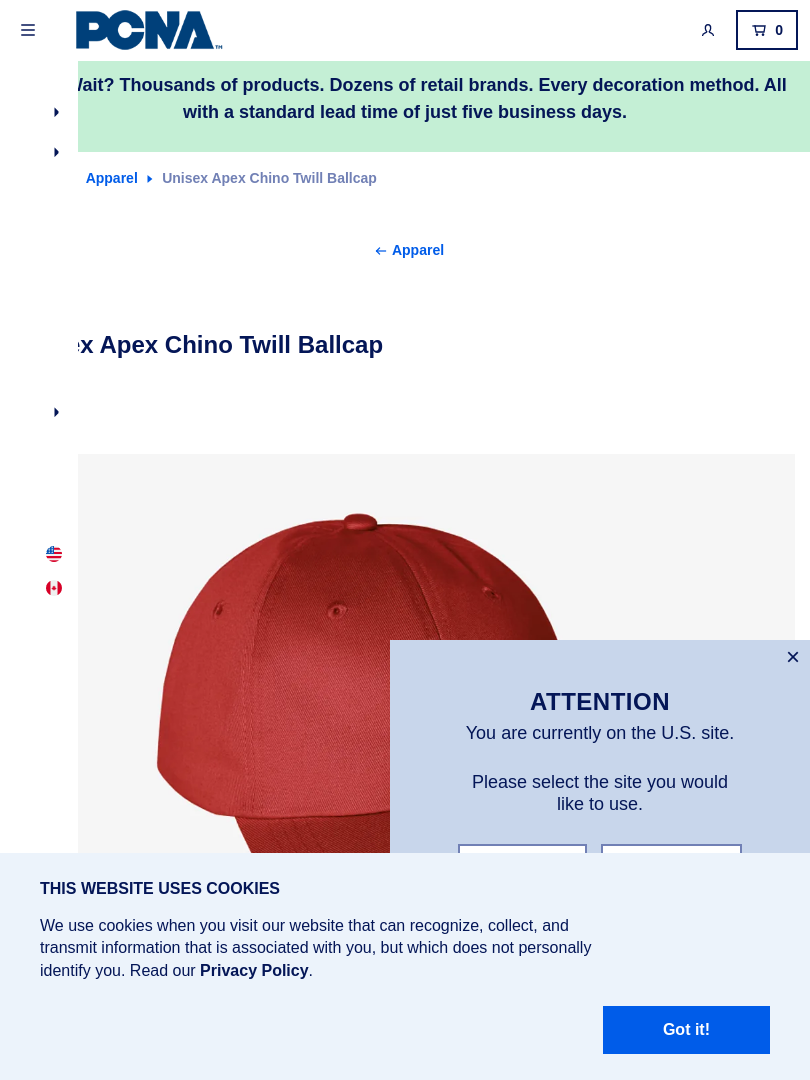 PCNA™
0
Wait? Thousands of products. Dozens of retail brands. Every decoration method. All
with a standard lead time of just five business days.
Apparel Unisex Apex Chino Twill Ballcap
Apparel
Apex Chino Twill Ballcap
ATTENTION
You are currently on the U.S. site.
Please select the site you would
like to use.
THIS WEBSITE USES COOKIES
We use cookies when you visit our website that can recognize, collect, and
transmit information that is associated with you, but which does not personally
identify you. Read our Privacy Policy.
Got it!